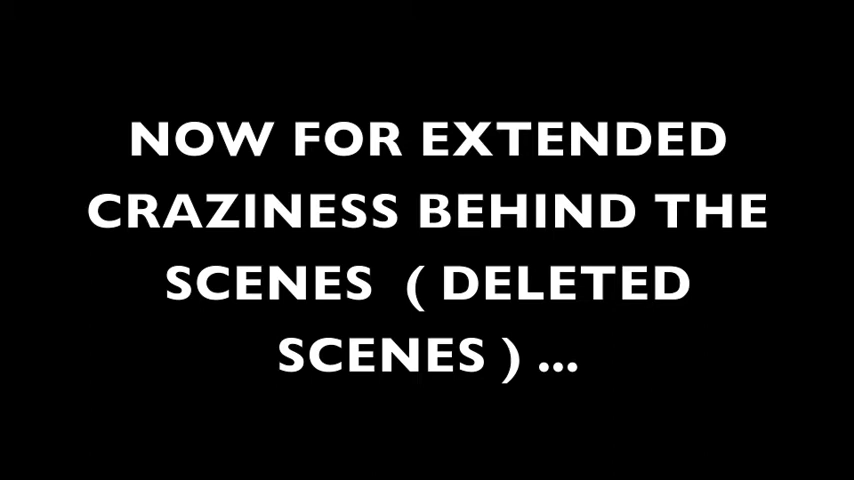 NOW FOR EXTENDED
CRAZINESS BEHIND THE
SCENES  ( DELETED
SCENES ) ...